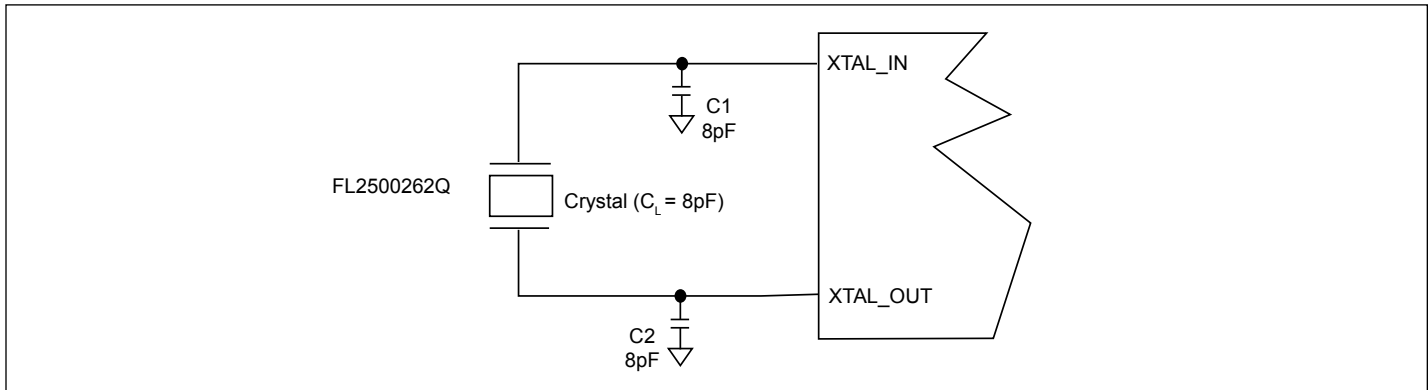 XTAL_IN
C1
8pF
FL2500262Q
Crystal (CL = 8pF)
XTAL_OUT
C2
8pF